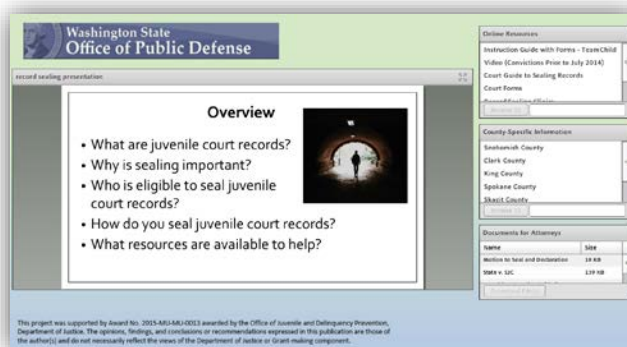 Washington State
Office of Public Defense
record sealing presentation
Overview
• What are juvenile court records?
• Why is sealing important?
• Who is eligible to seal juvenile
court records?
• How do you seal juvenile court records?
• What resources are available to help?
Online Resources
Instruction Guide with Forms - TeamChild
Video (Convictions Prior to July 2014)
Court Guide to Sealing Records
Court Forms
County-Specific Information
Snohomish County
Clark County
King County
Spokane County
Skagit County
Documents for Attorneys
Name Size
Motion to Seal and Declaration 19 KB
State v. SJC 139 KB
This project was supported by Award No. 2015-MU-MU-0013 awarded by the Office of Juvenile and Delinquency Prevention,
Department of Justice. The opinions, findings, and conclusions or recommendations expressed in this publication are those of
the author(s) and do not necessarily reflect the views of the Department of Justice or Grant-making component.